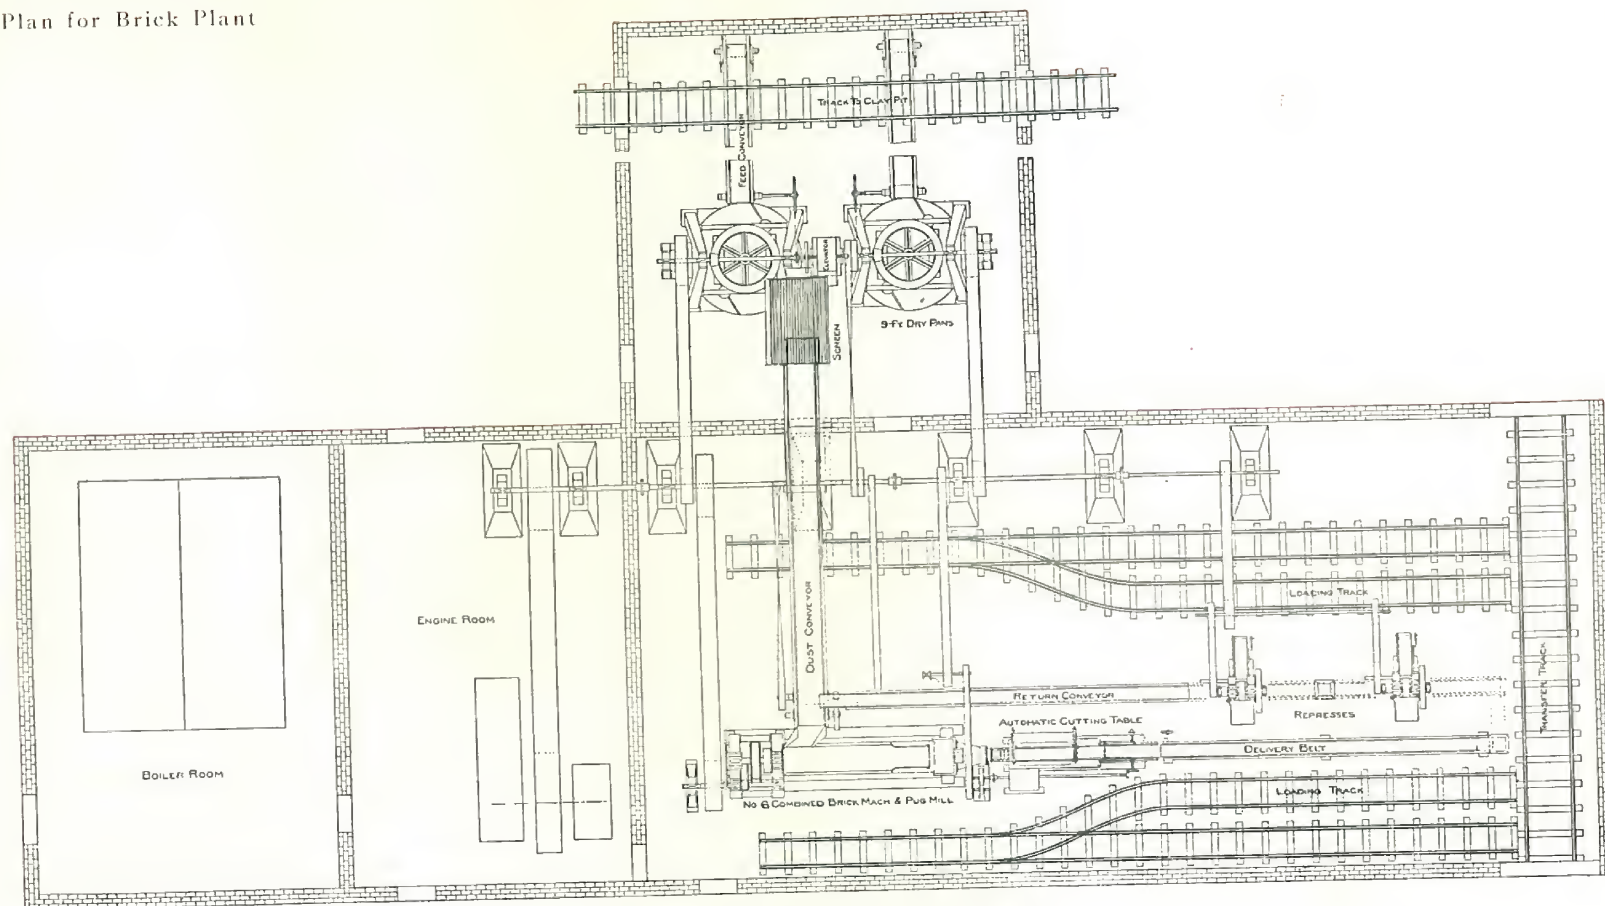 Plan for Brick Plant
TRACK TO CLAY PIT
FEED CONVEYOR
ELEVATOR
SCREEN
9-FT DRY PANS
DUST CONVEYOR
ENGINE ROOM
BOILER ROOM
LOADING TRACK
TRANSFER TRACK
RETURN CONVEYOR
REPRESSES
AUTOMATIC CUTTING TABLE
DELIVERY BELT
NO 6 COMBINED BRICK MACH & PUG MILL
LOADING TRACK